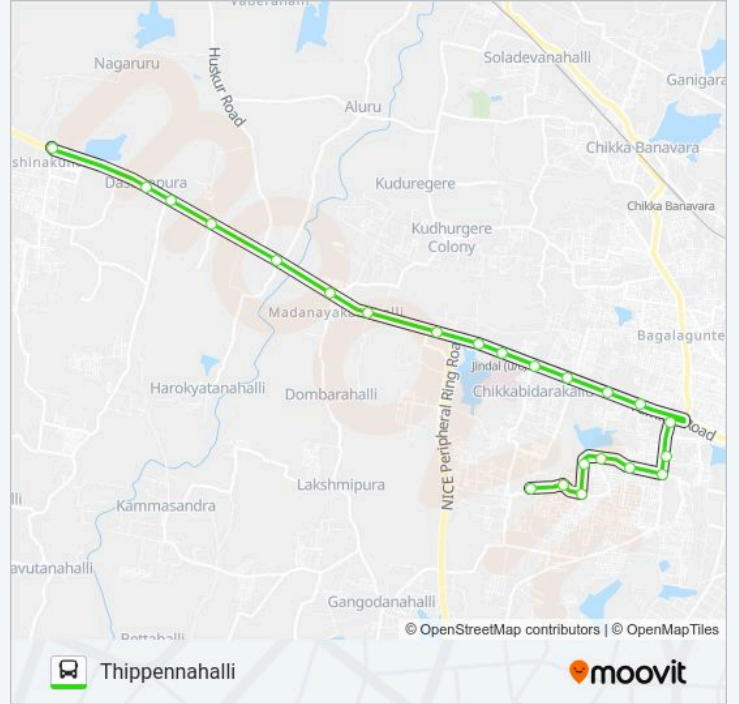 Nagaruru
Huskur Road
Aluru
Soladevanahalli
Ganigara
Chikka Banavara
Kuduregere
Chikka Banavara
Kudhurgere
Colony
Bagalagunte
Jindal (u/c)
Harokyatanahalli
Dombarahalli
Chikkabidarakallu
NICE Peripheral Ring Road
Road
Lakshmipura
Kammasandra
avutanahalli
Gangodanahalli
© OpenStreetMap contributors | © OpenMapTiles
Thippennahalli
moovit